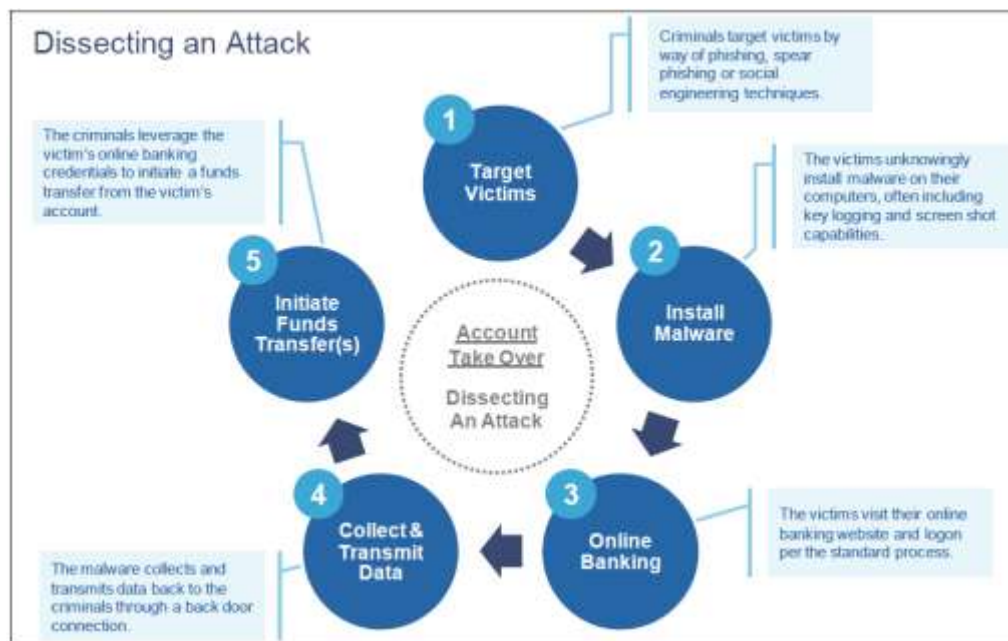 Dissecting an Attack
Criminals target victims by
way of phishing, spear
phishing or social
engineering techniques.
1
Target
Victims
The victims unknowingly
install malware on their
computers, often including
key logging and screen shot
capabilities.
2
Install
Malware
The victims visit their online
banking website and logon
per the standard process.
3
Online
Banking
The malware collects and
transmits data back to the
criminals through a back door
connection.
4
Collect &
Transmit
Data
The criminals leverage the
victim's online banking
credentials to initiate a funds
transfer from the victim's
account.
5
Initiate
Funds
Transfer(s)
Account
Take Over
Dissecting
An Attack